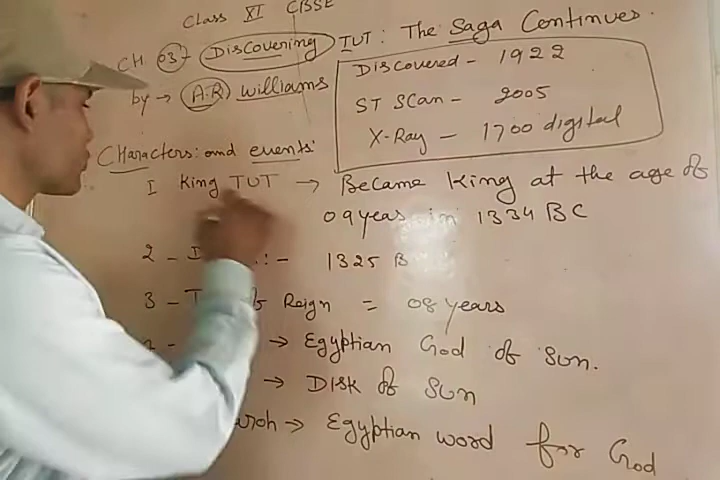 Class XI CBSE
CH 03 - Discovering TUT: The Saga Continues.
by → A.R) williams
Discovered - 1922
ST Scan - 2005
X-Ray - 1700 digital
CHaracters: and events
I King TUT → Became King at the age of
09 years in 1334 BC
2 - :- 1325 B
3 - Reign = 08 years
→ Egyptian God of Sun.
→ DISK of SUN
→ Egyptian word for God